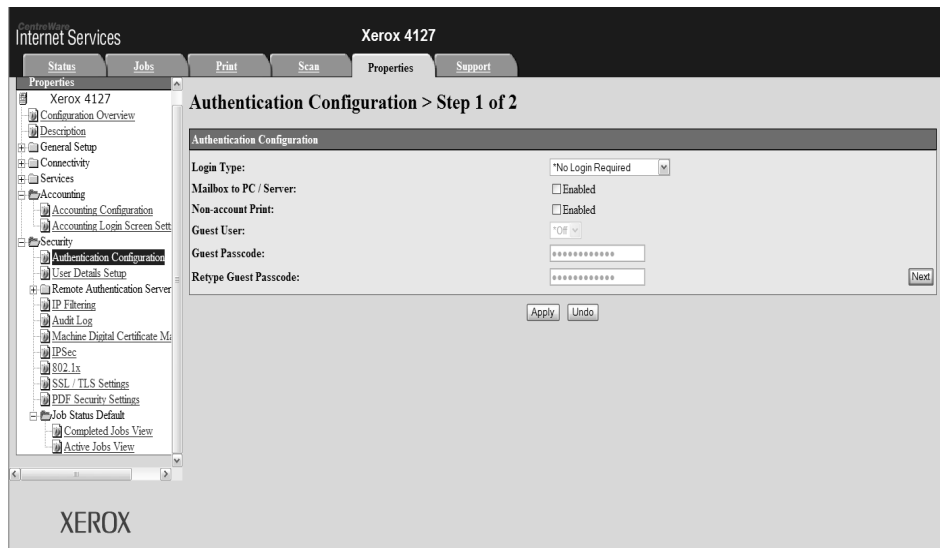 CentreWare
Internet Services
Xerox 4127
Status
Jobs
Print
Scan
Properties
Support
Properties
Xerox 4127
Configuration Overview
Description
General Setup
Connectivity
Services
Accounting
Accounting Configuration
Accounting Login Screen Sett
Security
Authentication Configuration
User Details Setup
Remote Authentication Server
IP Filtering
Audit Log
Machine Digital Certificate Ma
IPSec
802.1x
SSL / TLS Settings
PDF Security Settings
Job Status Default
Completed Jobs View
Active Jobs View
XEROX
Authentication Configuration > Step 1 of 2
Authentication Configuration
Login Type: *No Login Required
Mailbox to PC / Server: Enabled
Non-account Print: Enabled
Guest User: *Off
Guest Passcode:
Retype Guest Passcode:
Next
Apply Undo